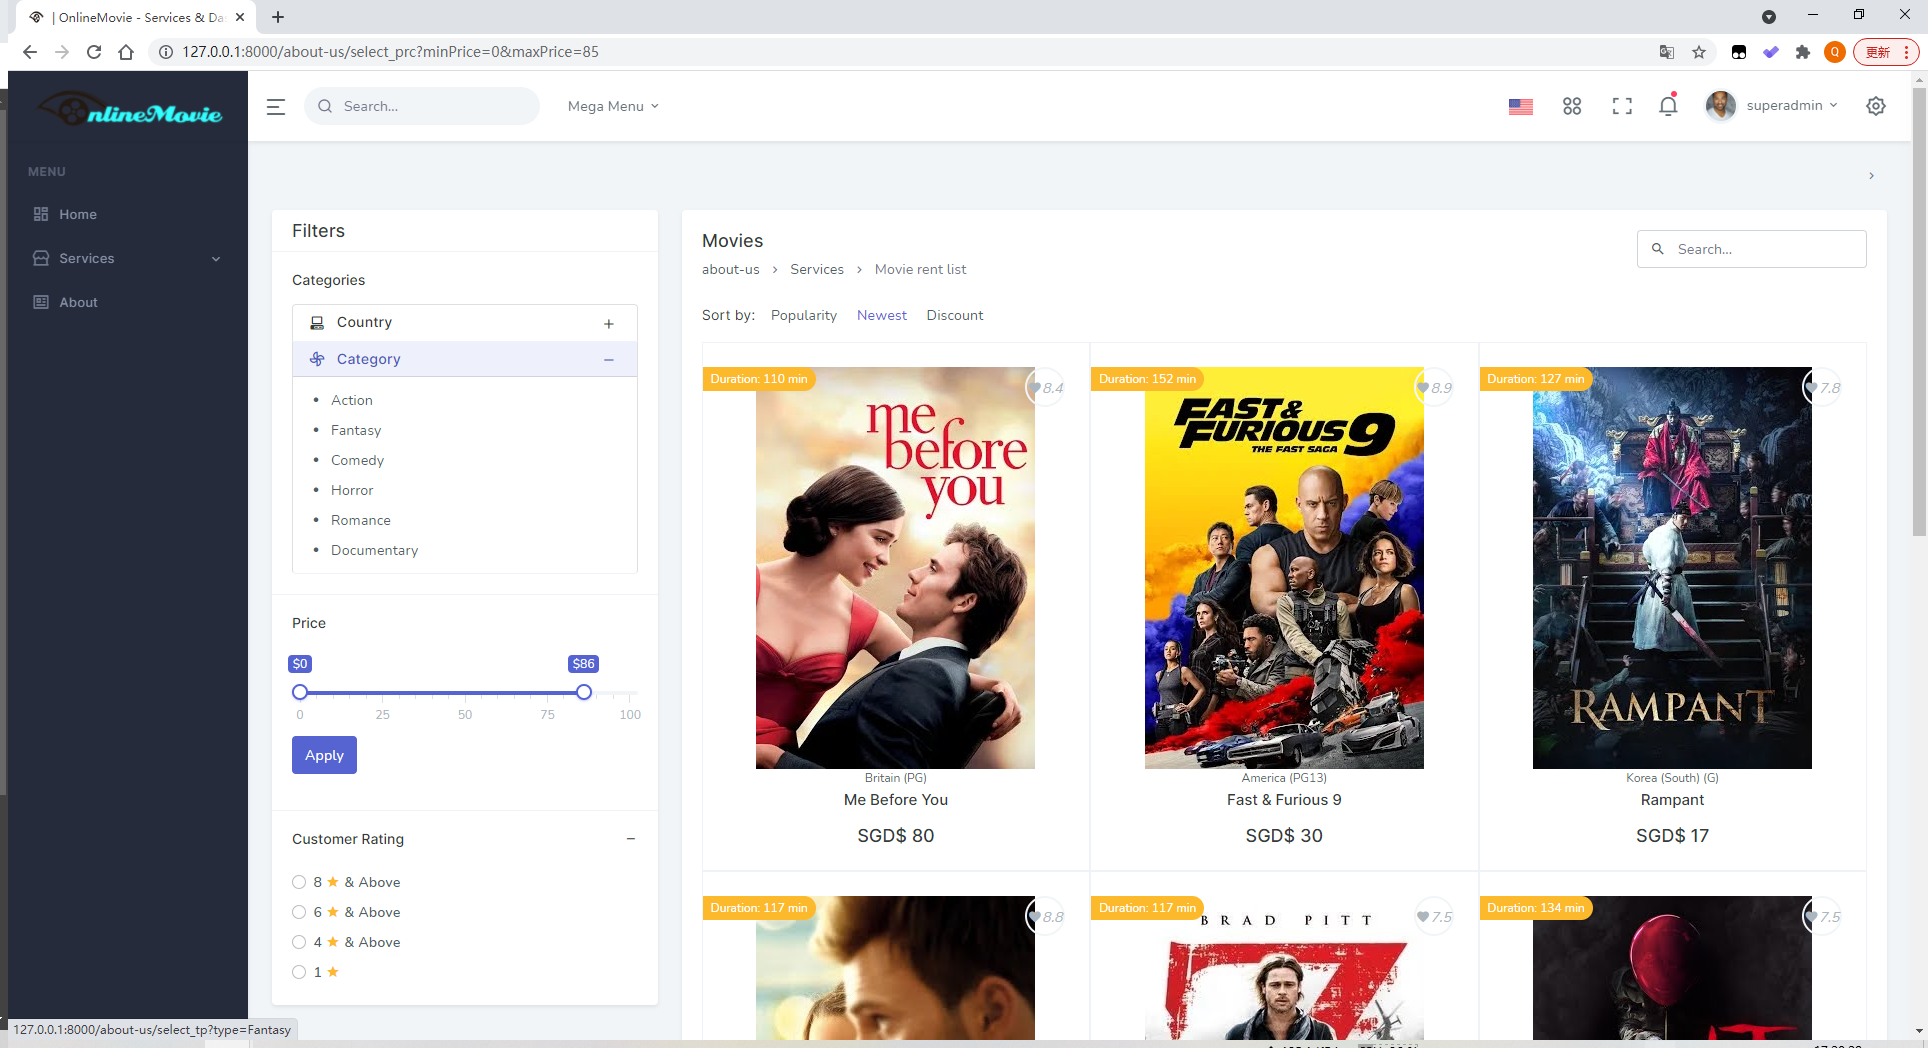 | OnlineMovie - Services & Da
127.0.0.1:8000/about-us/select_prc?minPrice=0&maxPrice=85
Q
更新
OnlineMovie
Search...
Mega Menu
superadmin
MENU
Home
Services
About
Filters
Categories
Country
Category
Action
Fantasy
Comedy
Horror
Romance
Documentary
Price
$0 $86
0 25 50 75 100
Apply
Customer Rating
8 ★ & Above
6 ★ & Above
4 ★ & Above
1 ★
Movies
Search...
about-us > Services > Movie rent list
Sort by: Popularity Newest Discount
Duration: 110 min
8.4
me before you
Britain (PG)
Me Before You
SGD$ 80
Duration: 152 min
8.9
FAST & FURIOUS 9
THE FAST SAGA
America (PG13)
Fast & Furious 9
SGD$ 30
Duration: 127 min
7.8
RAMPANT
Korea (South) (G)
Rampant
SGD$ 17
Duration: 117 min
8.8
Duration: 117 min
7.5
BRAD PITT
Duration: 134 min
7.5
127.0.0.1:8000/about-us/select_tp?type=Fantasy